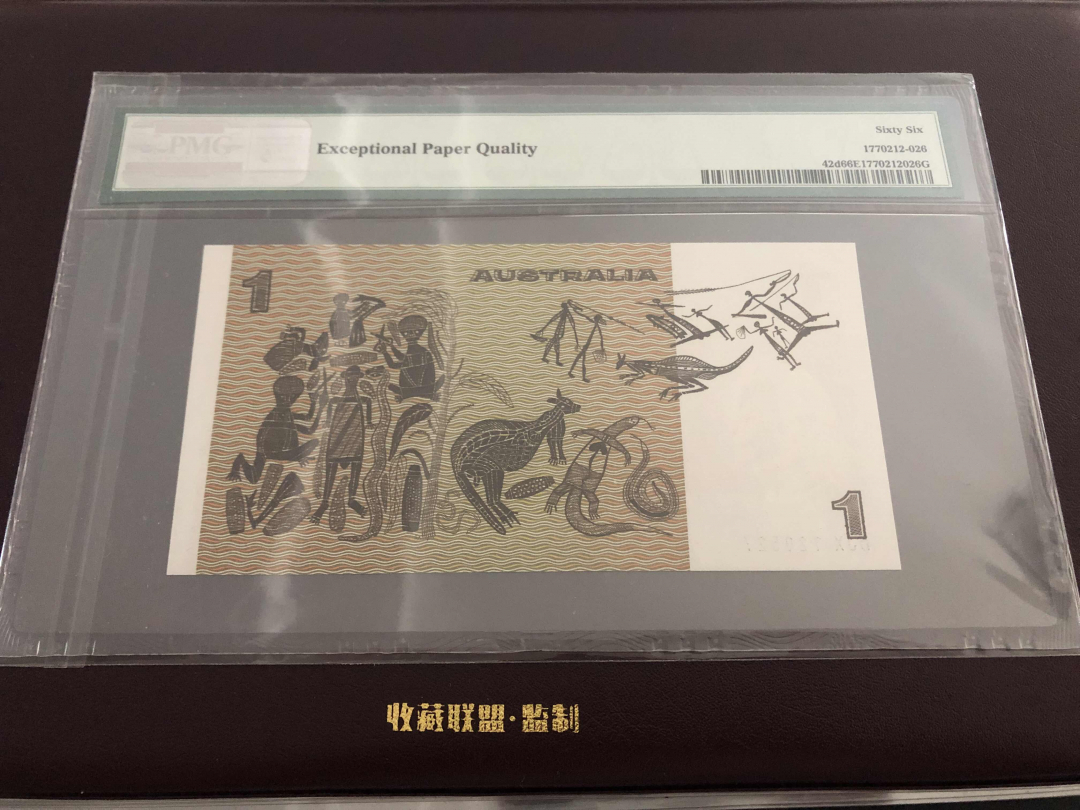 PMG
Exceptional Paper Quality
Sixty Six
1770212-026
42d66E1770212026G
1
AUSTRALIA
1
收藏联盟·监制